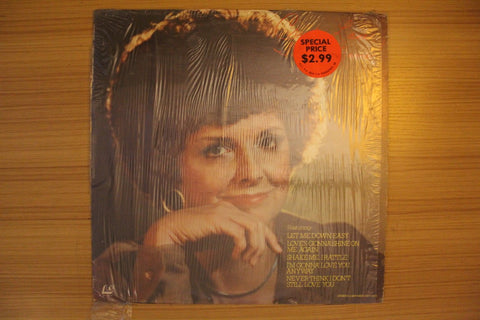 SPECIAL
PRICE
$2.99
Featuring:
LET ME DOWN EASY
LOVE'S GONNA SHINE ON
ME AGAIN
SHAKE ME, I RATTLE
I'M GONNA LOVE YOU
ANYWAY
NEVER THINK I DON'T
STILL LOVE YOU